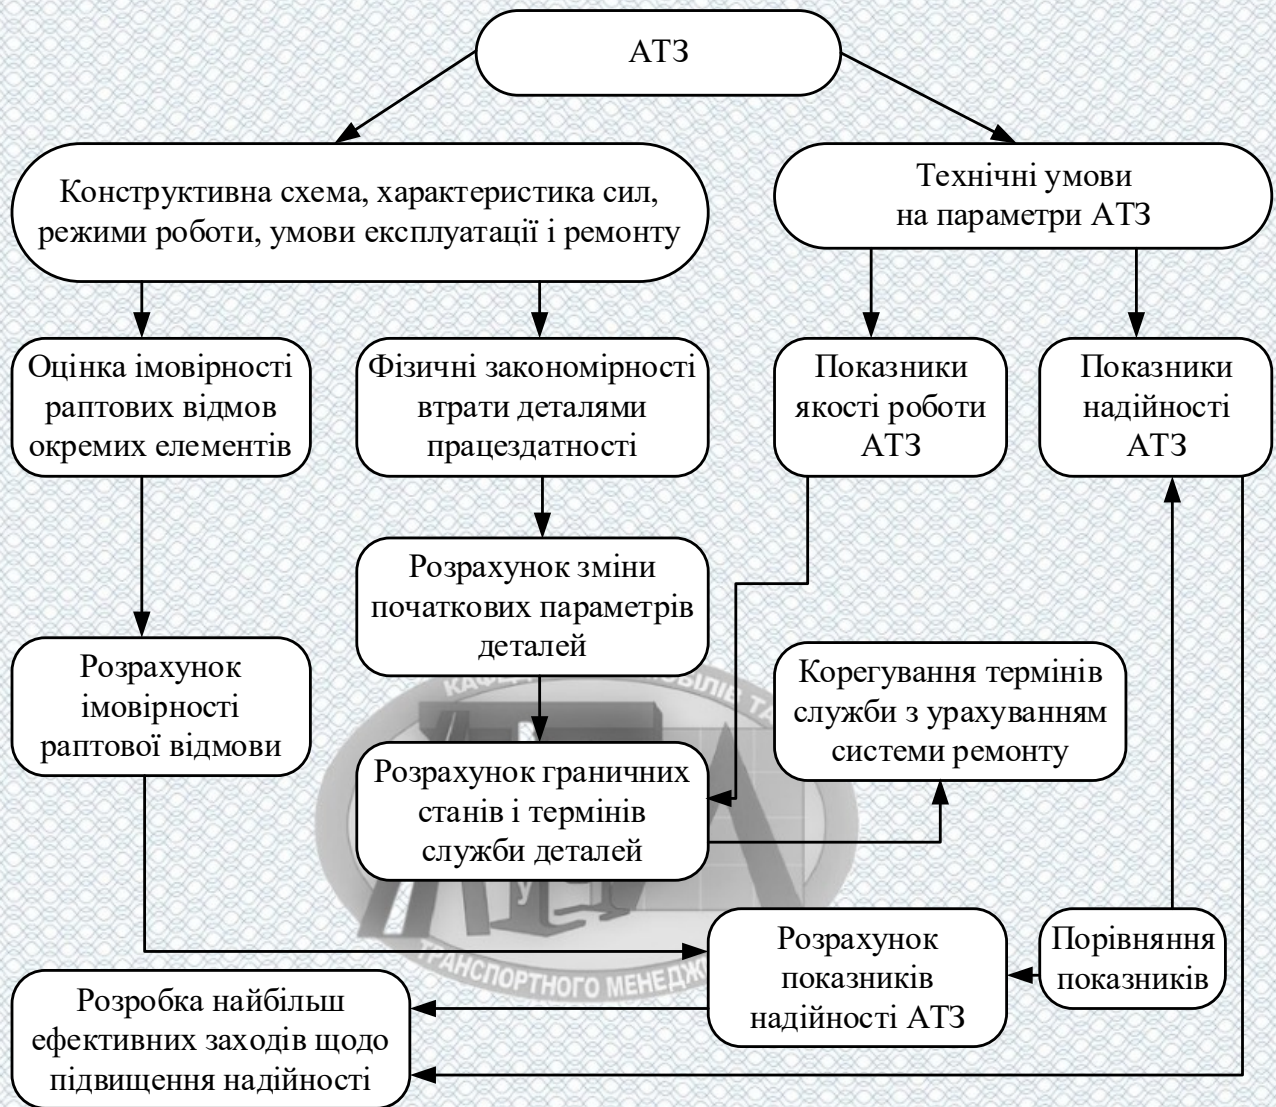 АТЗ
Конструктивна схема, характеристика сил,
режими роботи, умови експлуатації і ремонту
Технічні умови
на параметри АТЗ
Оцінка імовірності
раптових відмов
окремих елементів
Фізичні закономірності
втрати деталями
працездатності
Показники
якості роботи
АТЗ
Показники
надійності
АТЗ
Розрахунок зміни
початкових параметрів
деталей
Розрахунок
імовірності
раптової відмови
Корегування термінів
служби з урахуванням
системи ремонту
Розрахунок граничних
станів і термінів
служби деталей
Розрахунок
показників
надійності АТЗ
Порівняння
показників
Розробка найбільш
ефективних заходів щодо
підвищення надійності
ТРАНСПОРТНОГО